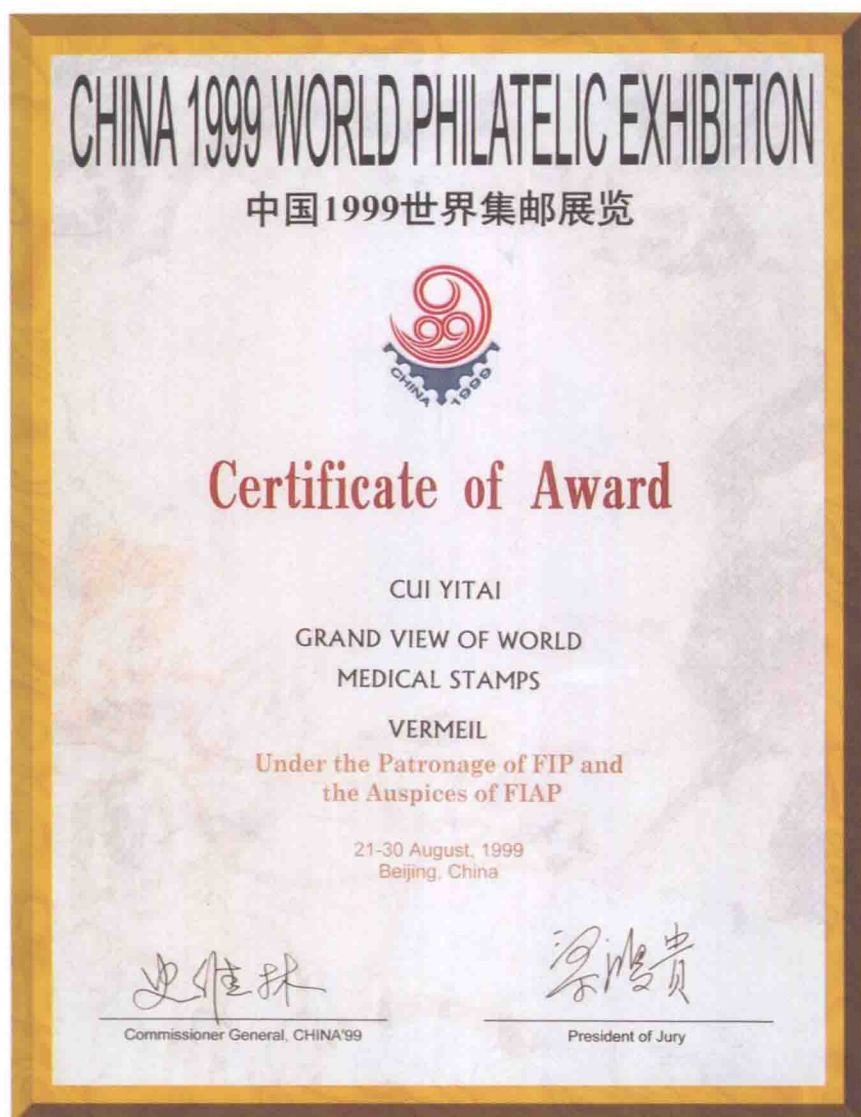 CHINA 1999 WORLD PHILATELIC EXHIBITION
中国1999世界集邮展览
CHINA 1999
Certificate of Award
CUI YITAI
GRAND VIEW OF WORLD
MEDICAL STAMPS
VERMEIL
Under the Patronage of FIP and
the Auspices of FIAP
21-30 August, 1999
Beijing, China
Commissioner General, CHINA'99
President of Jury